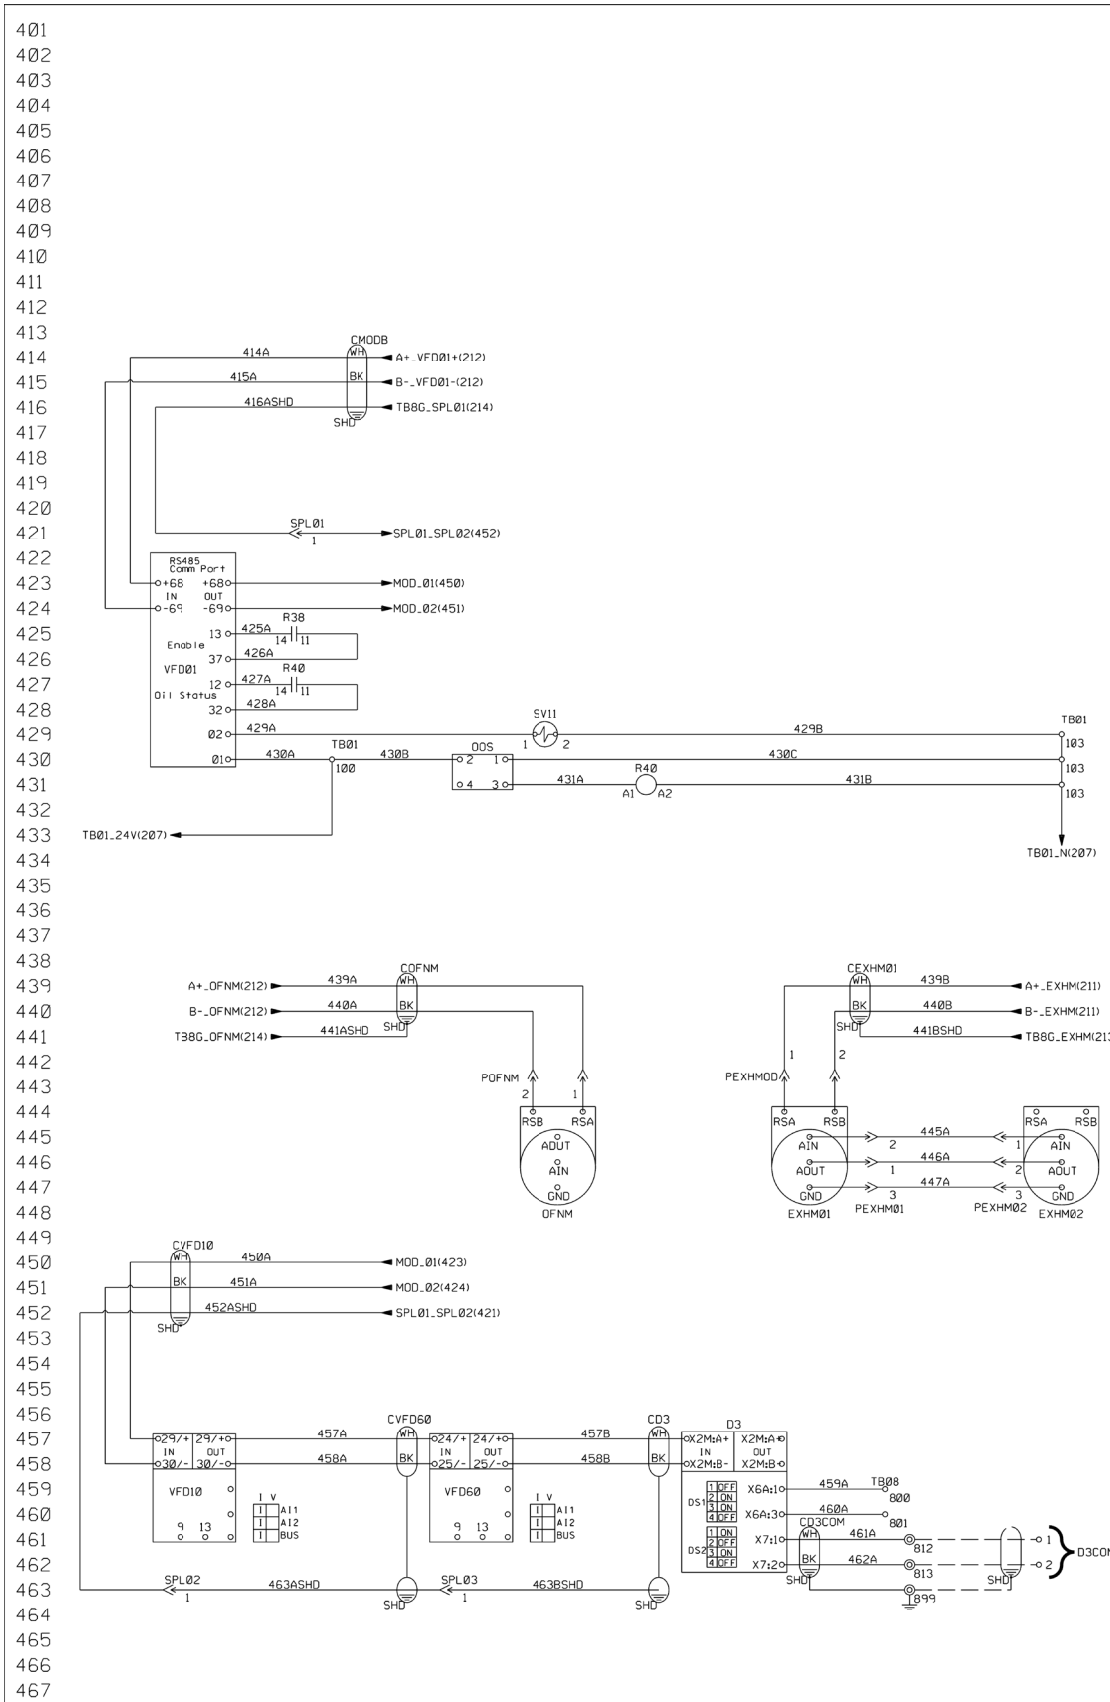 401
402
403
404
405
406
407
408
409
410
411
412
413
CMODB
414 414A WH A+_VFD01+(212)
415 415A BK B-_VFD01-(212)
416 416ASHD TB8G_SPL01(214)
SHD
417
418
419
420
SPL01
421 SPL01_SPL02(452)
1
422
RS485
Comm Port
423 +68 +68 MOD_01(450)
IN OUT
424 -69 -69 MOD_02(451)
R38
425 13 425A 14 11
Enable
426 37 426A
VFD01 R40
427 12 427A 14 11
Oil Status
428 32 428A
SV11 TB01
429 02 429A 1 2 429B
103
TB01 OOS
430 01 430A 430B 2 1 430C
100 103
R40
431 4 3 431A A1 A2 431B
103
432
433 TB01_24V(207)
434 TB01_N(207)
435
436
437
438
COFNM CEXHM01
439 A+_OFNM(212) 439A WH WH 439B A+_EXHM(211)
440 B-_OFNM(212) 440A BK BK 440B B-_EXHM(211)
SHD SHD
441 TB8G_OFNM(214) 441ASHD 441BSHD TB8G_EXHM(213
1 2
442
POFNM PEXHMOD
443 2 1
444
RSB RSA RSA RSB RSA RSB
445 AOUT AIN 2 445A 1 AIN
446 AIN AOUT 1 446A 2 AOUT
447 GND GND 3 447A 3 GND
448 OFNM EXHM01 PEXHM01 PEXHM02 EXHM02
449
CVFD10
450 WH 450A MOD_01(423)
451 BK 451A MOD_02(424)
452 452ASHD SPL01_SPL02(421)
SHD
453
454
455
456
CVFD60 CD3 D3
457 29/+ 29/+ 457A WH 24/+ 24/+ 457B WH X2M:A+ X2M:A+
IN OUT IN OUT IN OUT
458 30/- 30/- 458A BK 25/- 25/- 458B BK X2M:B- X2M:B-
459 VFD10 VFD60 X6A:1 459A TB08
800
I V I V DS1 1 OFF 2 ON 3 ON 4 OFF
460 I AI1 I AI1 X6A:3 460A
I AI2 I AI2 801
9 13 9 13 CD3COM
461 I BUS I BUS DS2 1 ON 2 OFF 3 ON 4 OFF X7:1 WH 461A 812 1
462 X7:2 BK 462A 813 2 D3COM
SHD SHD
463 SPL02 1 463ASHD SPL03 1 463BSHD
SHD SHD 899
464
465
466
467